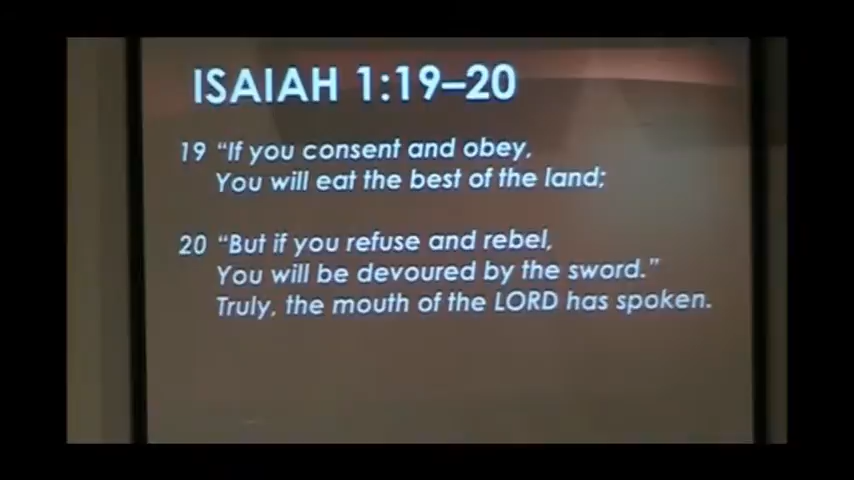 ISAIAH 1:19–20
19 “If you consent and obey,
You will eat the best of the land;
20 “But if you refuse and rebel,
You will be devoured by the sword.”
Truly, the mouth of the LORD has spoken.